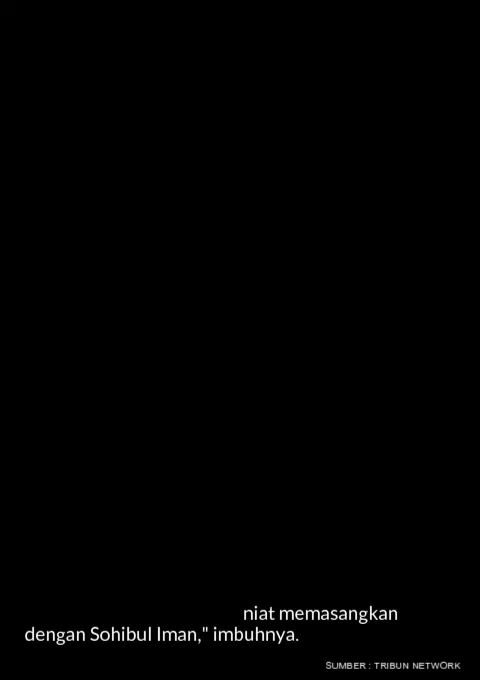 niat memasangkan
dengan Sohibul Iman," imbuhnya.
SUMBER : TRIBUN NETWORK